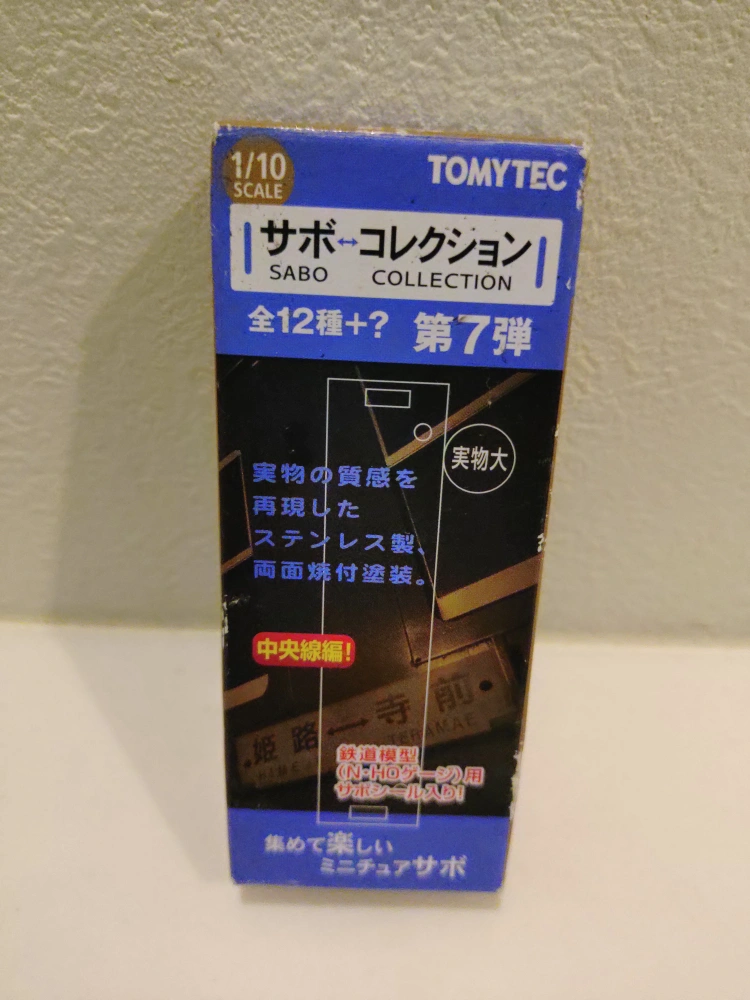 1/10
SCALE
TOMYTEC
サボ↔コレクション
SABO COLLECTION
全12種+? 第7弾
実物大
実物の質感を
再現した
ステンレス製、
両面焼付塗装。
中央線編!
姫路↔寺前
TERAMAE
鉄道模型
(N・HOゲージ)用
サボシール入り!
集めて楽しい
ミニチュアサボ